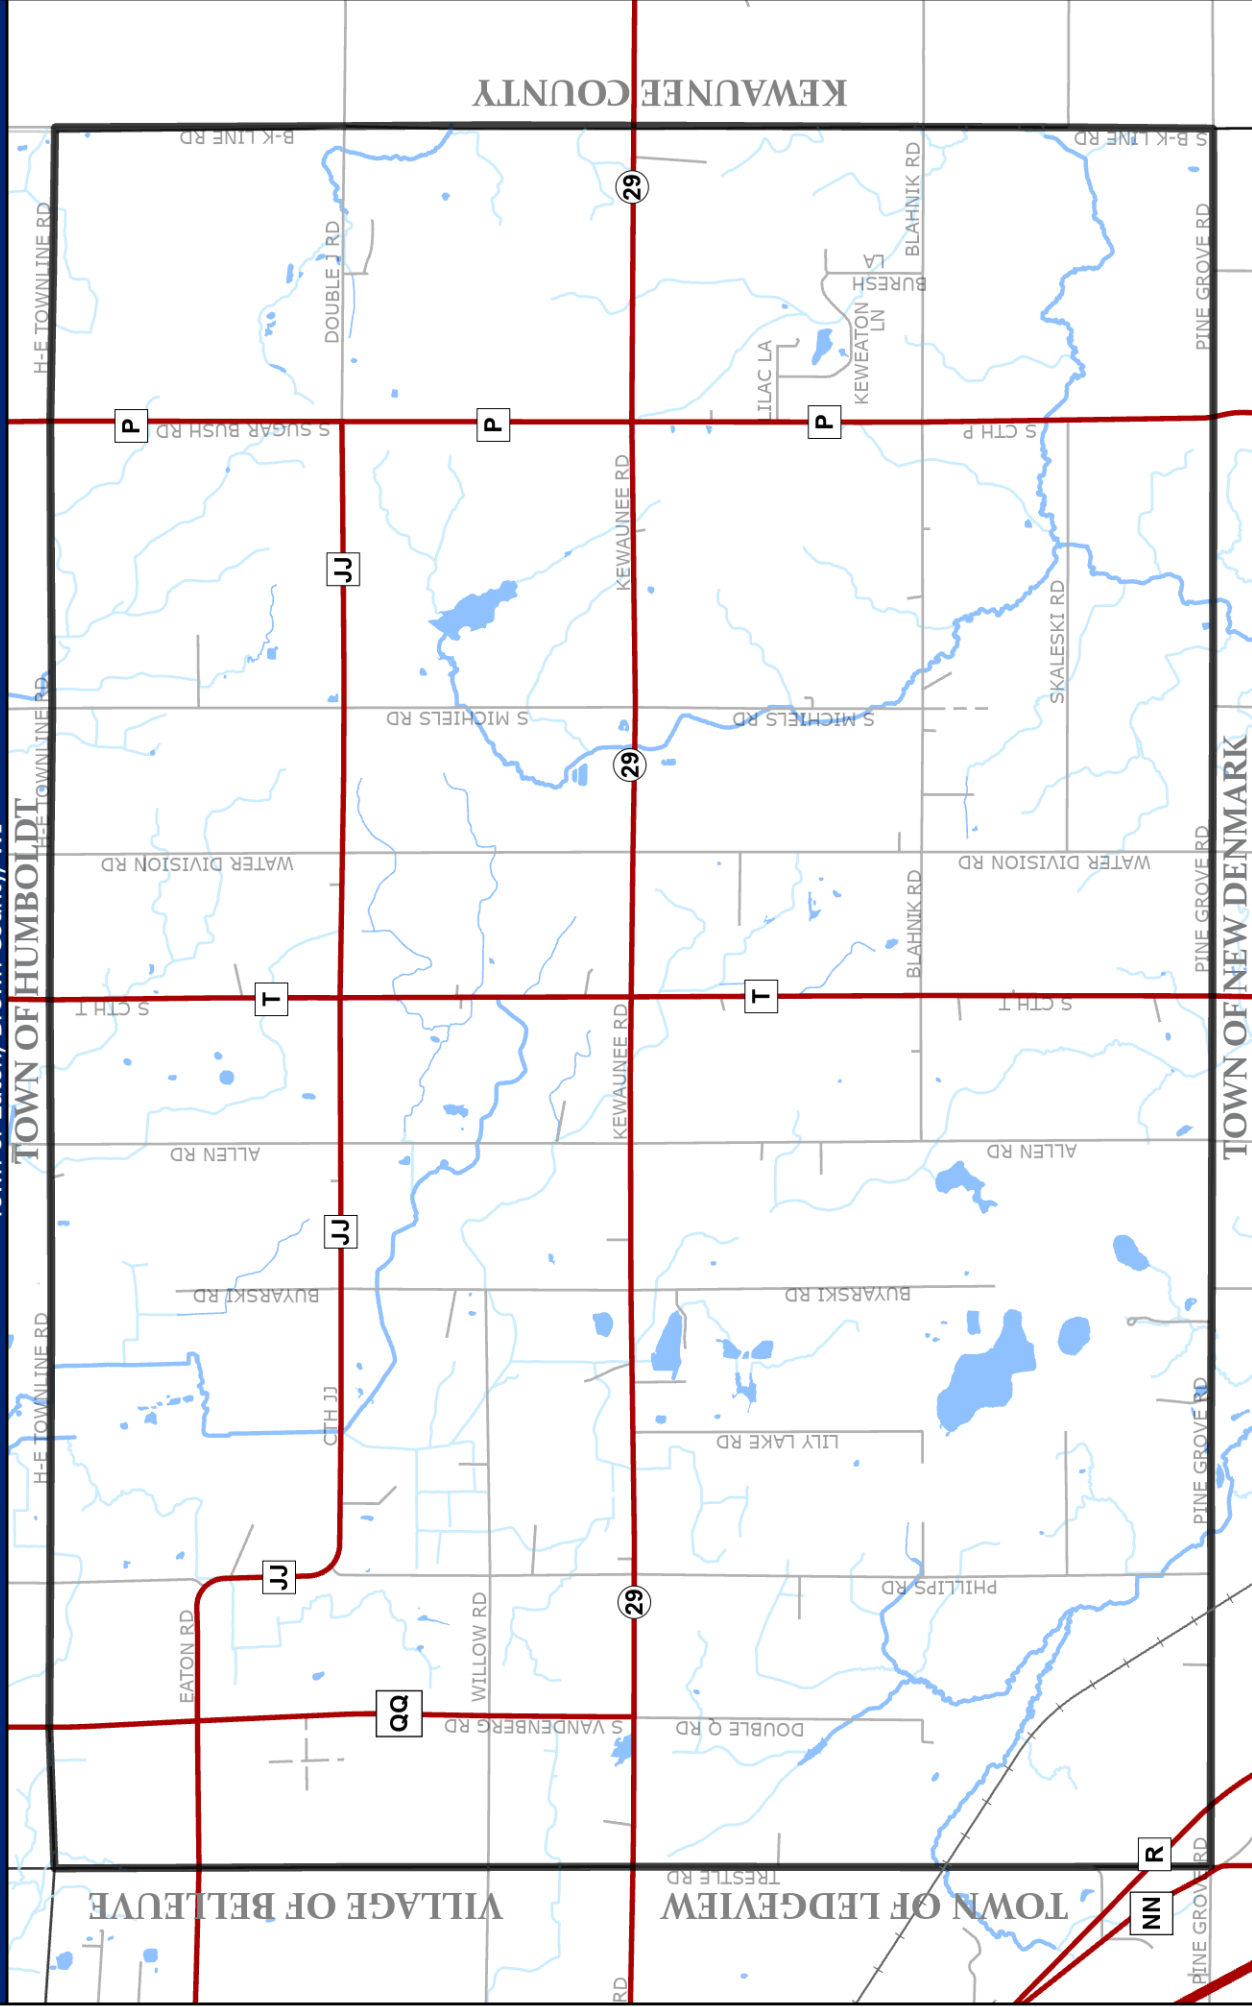 KEWAUNEE COUNTY
B-K LINE RD
S B-K LINE RD
H-E TOWNLINE RD
DOUBLE J RD
29
BLAHNIK RD
PINE GROVE RD
BURESH
LA
KEWEATON
LN
LILAC LA
P
S SUGAR BUSH RD
P
P
S CTH P
JJ
KEWAUNEE RD
SKALESKI RD
H-E TOWNLINE RD
S MICHIELS RD
S MICHIELS RD
29
TOWN OF HUMBOLDT
TOWN OF NEW DENMARK
WATER DIVISION RD
WATER DIVISION RD
BLAHNIK RD
PINE GROVE RD
S CTH T
T
T
S CTH T
KEWAUNEE RD
ALLEN RD
ALLEN RD
JJ
BUYARSKI RD
BUYARSKI RD
H-E TOWNLINE RD
CTH JJ
LILY LAKE RD
PINE GROVE RD
JJ
29
PHILLIPS RD
EATON RD
WILLOW RD
QQ
S VANDENBERG RD
DOUBLE Q RD
TRESTLE RD
R
NN
PINE GROVE RD
VILLAGE OF BELLEUVE
TOWN OF LEDGEVIEW
RD